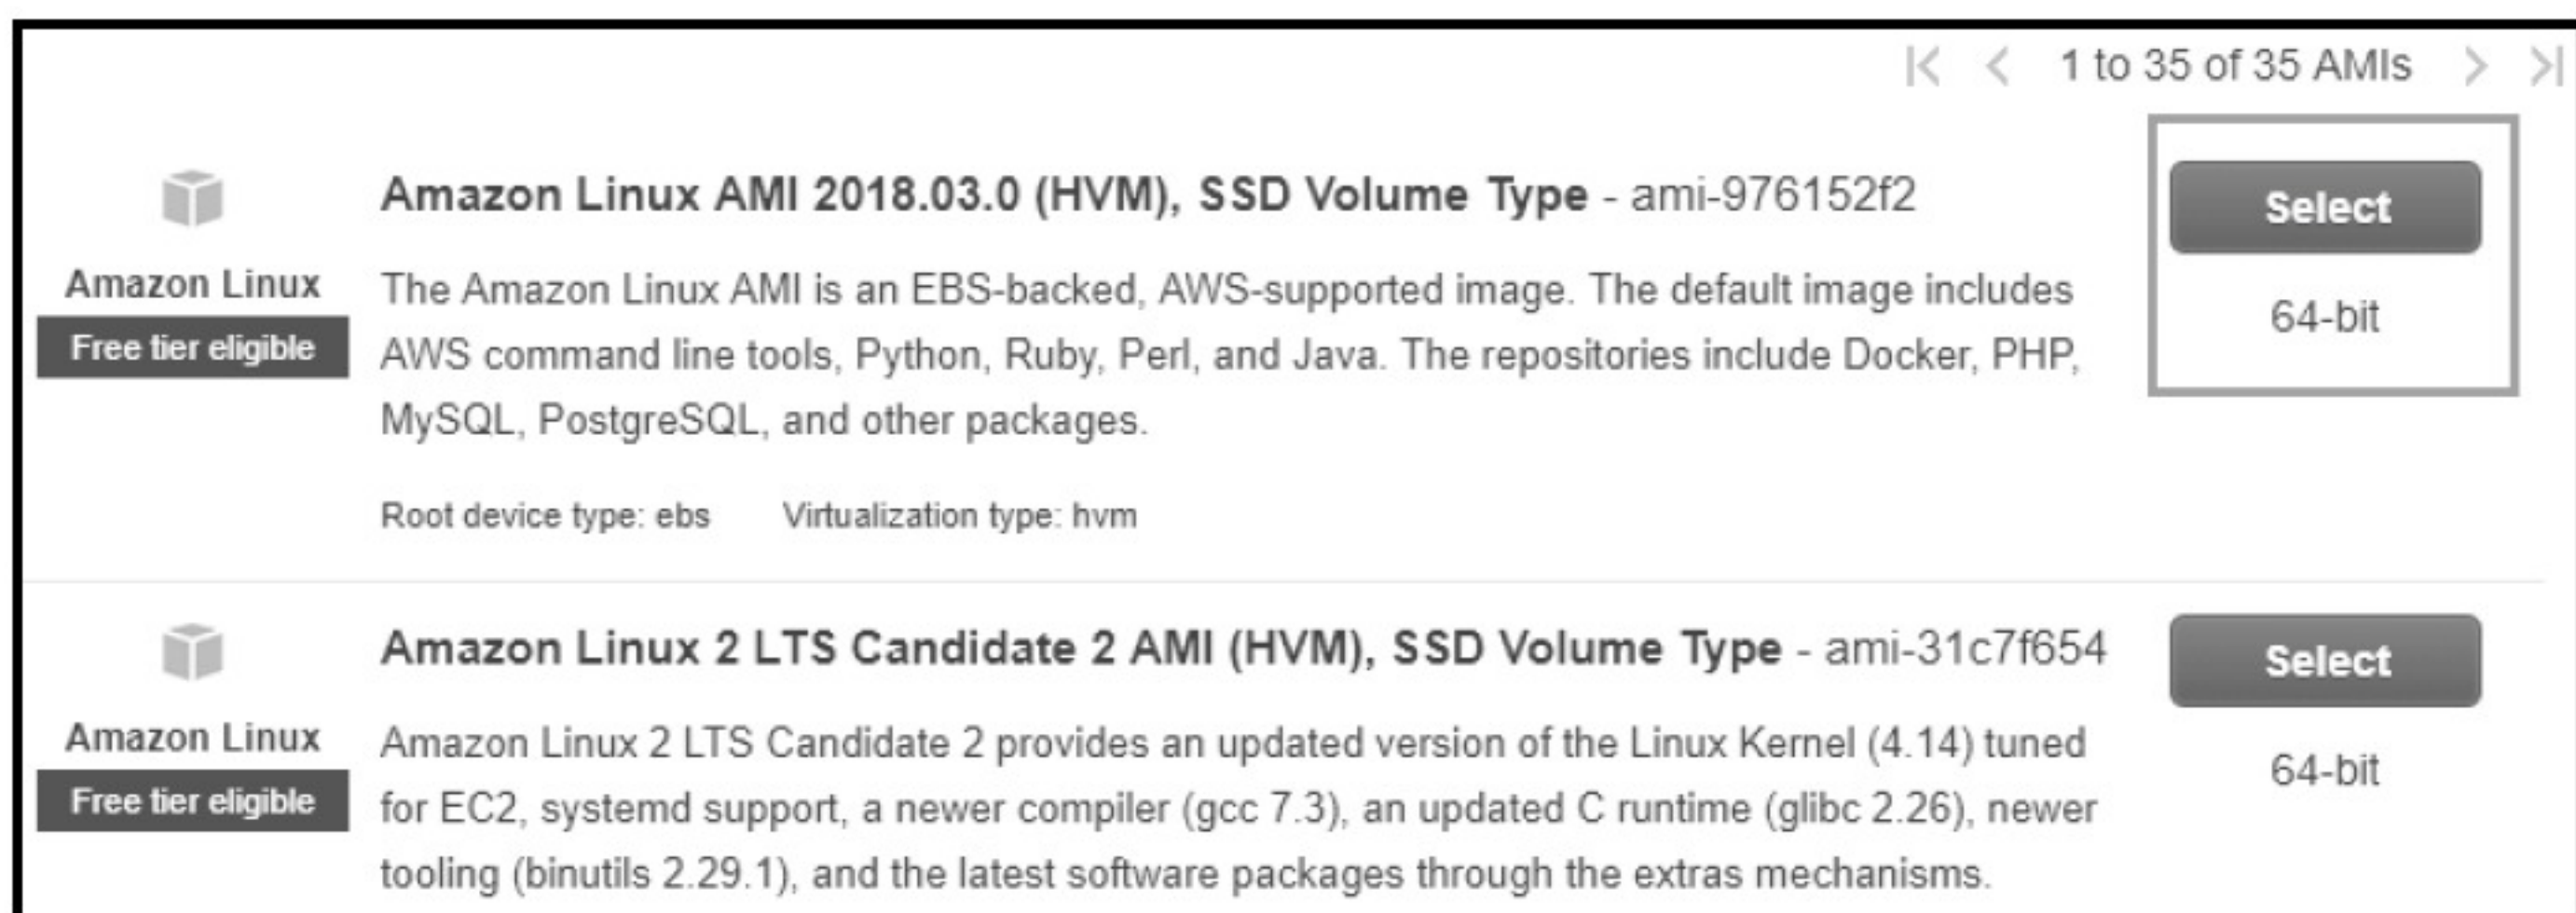 1 to 35 of 35 AMIs
Amazon Linux AMI 2018.03.0 (HVM), SSD Volume Type - ami-976152f2
Select
Amazon Linux
Free tier eligible
The Amazon Linux AMI is an EBS-backed, AWS-supported image. The default image includes
AWS command line tools, Python, Ruby, Perl, and Java. The repositories include Docker, PHP,
MySQL, PostgreSQL, and other packages.
64-bit
Root device type: ebs Virtualization type: hvm
Amazon Linux 2 LTS Candidate 2 AMI (HVM), SSD Volume Type - ami-31c7f654
Select
Amazon Linux
Free tier eligible
Amazon Linux 2 LTS Candidate 2 provides an updated version of the Linux Kernel (4.14) tuned
for EC2, systemd support, a newer compiler (gcc 7.3), an updated C runtime (glibc 2.26), newer
tooling (binutils 2.29.1), and the latest software packages through the extras mechanisms.
64-bit